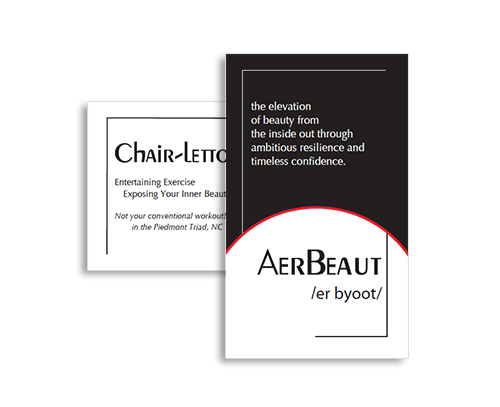 CHAIR-LETTO
Entertaining Exercise
Exposing Your Inner Beaut
Not your conventional workout!
in the Piedmont Triad, NC
the elevation
of beauty from
the inside out through
ambitious resilience and
timeless confidence.
AERBEAUT
/er byoot/